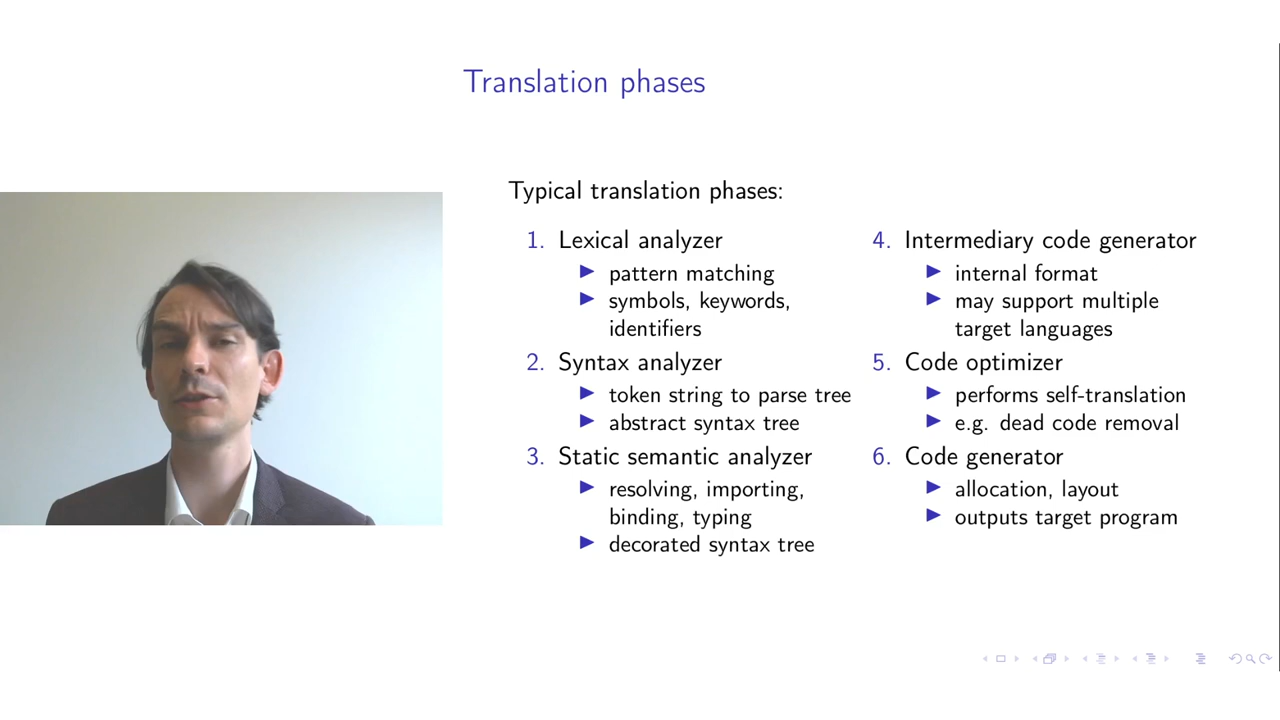 Translation phases
Typical translation phases:
1. Lexical analyzer
▶ pattern matching
▶ symbols, keywords,
identifiers
2. Syntax analyzer
▶ token string to parse tree
▶ abstract syntax tree
3. Static semantic analyzer
▶ resolving, importing,
binding, typing
▶ decorated syntax tree
4. Intermediary code generator
▶ internal format
▶ may support multiple
target languages
5. Code optimizer
▶ performs self-translation
▶ e.g. dead code removal
6. Code generator
▶ allocation, layout
▶ outputs target program